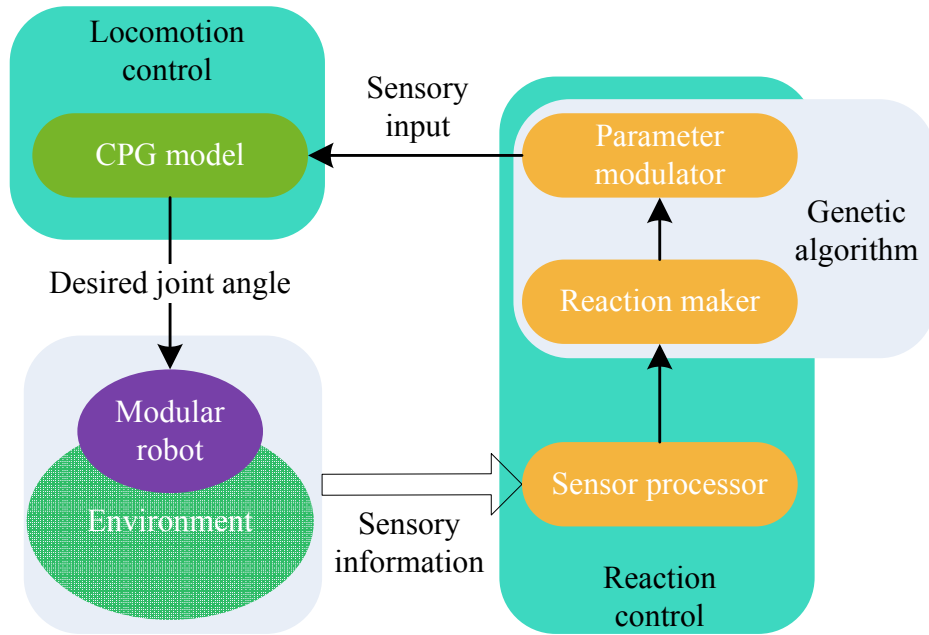 Locomotion
control
CPG model
Sensory
input
Parameter
modulator
Genetic
algorithm
Reaction maker
Desired joint angle
Modular
robot
Environment
Sensory
information
Sensor processor
Reaction
control